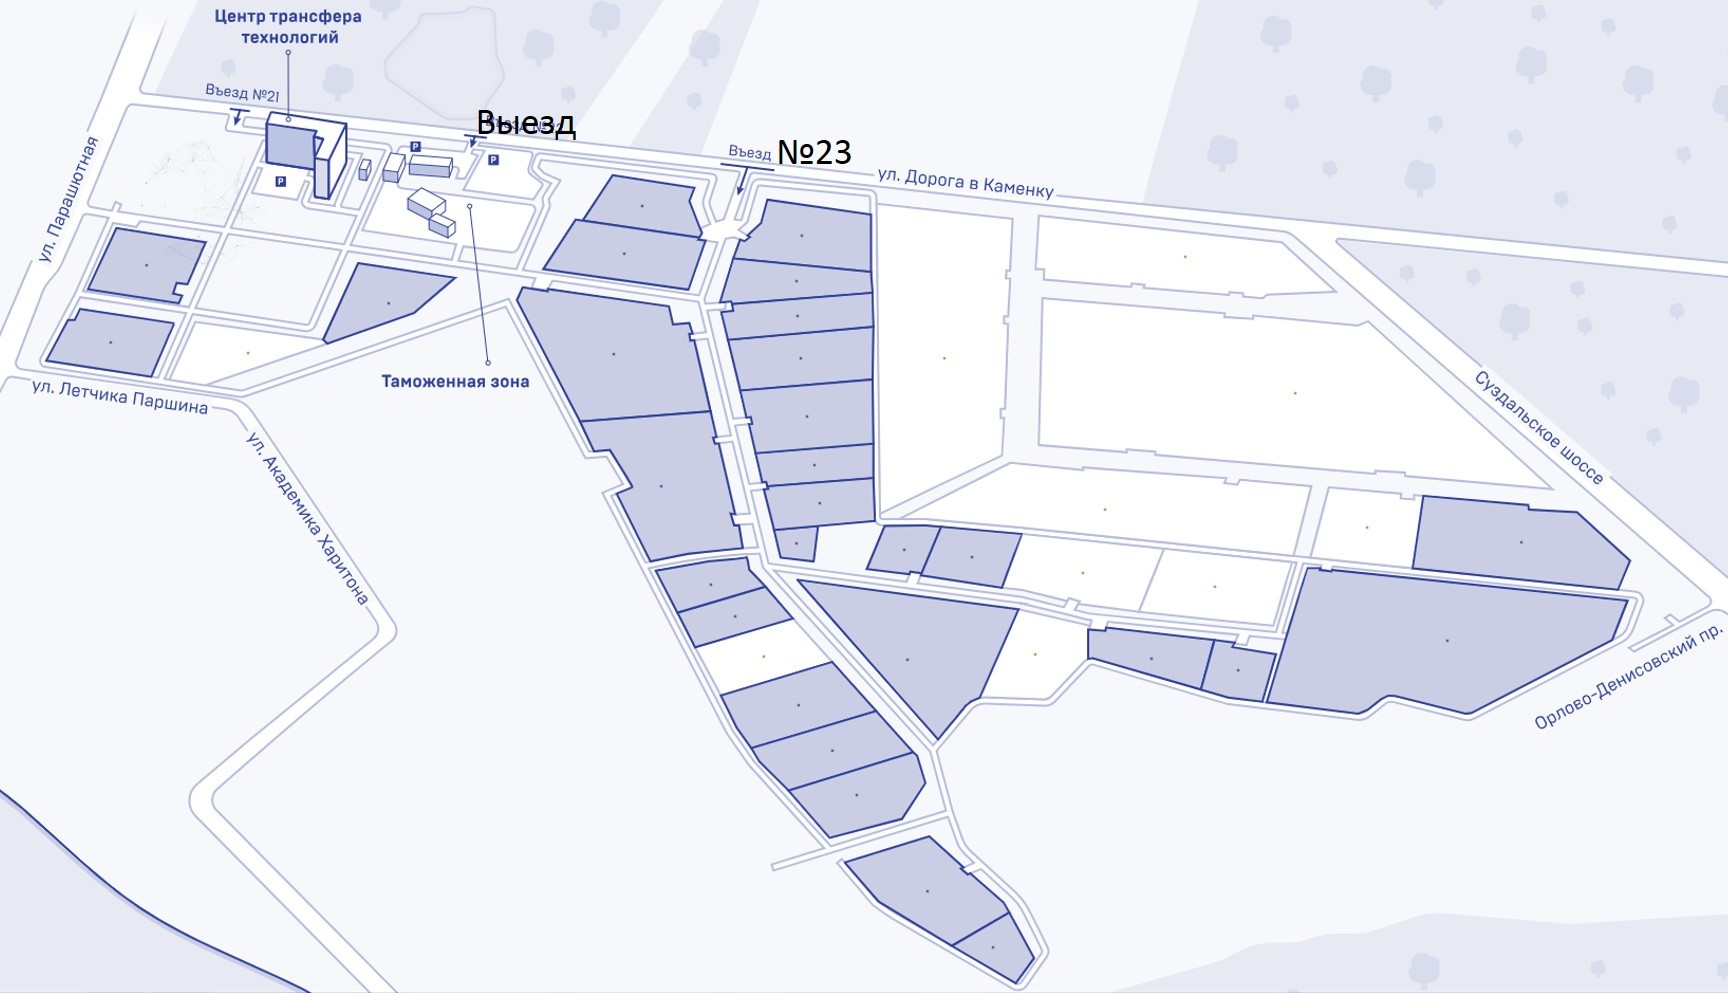 Центр трансфера
технологий
Въезд №21
Выезд
Въезд №23
P
P
P
ул. Дорога в Каменку
ул. Парашютная
Таможенная зона
ул. Летчика Паршина
ул. Академика Харитона
Суздальское шоссе
Орлово-Денисовский пр.